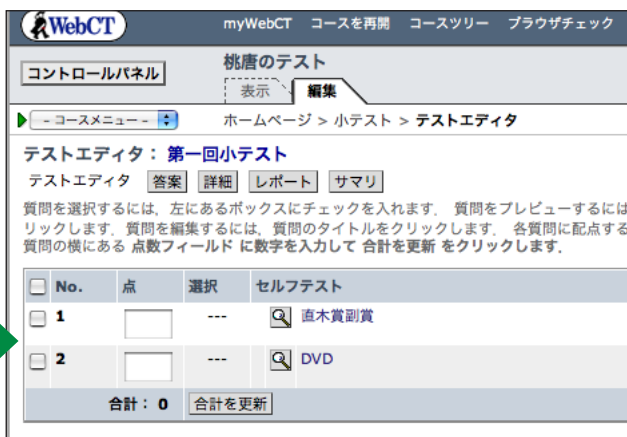 WebCT myWebCT コースを再開 コースツリー ブラウザチェック
コントロールパネル 桃唐のテスト
表示 編集
- コースメニュー - ホームページ > 小テスト > テストエディタ
テストエディタ： 第一回小テスト
テストエディタ 答案 詳細 レポート サマリ
質問を選択するには，左にあるボックスにチェックを入れます． 質問をプレビューするには
リックします．質問を編集するには，質問のタイトルをクリックします． 各質問に配点する
質問の横にある 点数フィールド に数字を入力して 合計を更新 をクリックします．
No. 点 選択 セルフテスト
1 --- 直木賞副賞
2 --- DVD
合計： 0 合計を更新